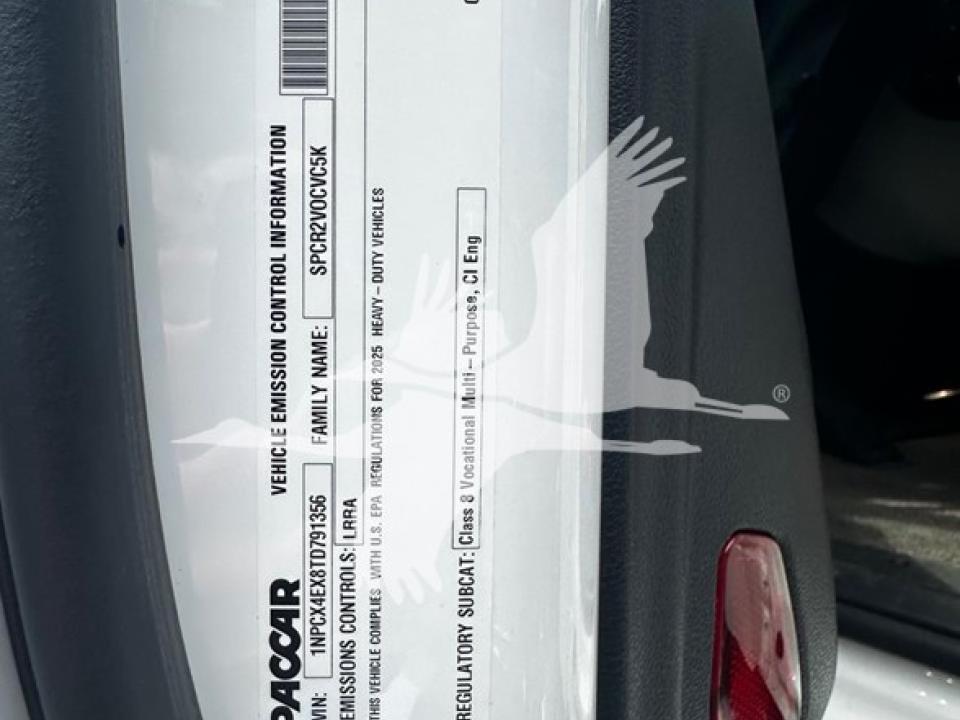 PACCAR
VEHICLE EMISSION CONTROL INFORMATION
VIN: 1NPCX4EX8TD791356 FAMILY NAME: SPCR2VOCVC5K
EMISSIONS CONTROLS: LRRA
THIS VEHICLE COMPLIES WITH U.S. EPA REGULATIONS FOR 2025 HEAVY-DUTY VEHICLES
REGULATORY SUBCAT: Class 8 Vocational Multi-Purpose, CI Eng
®